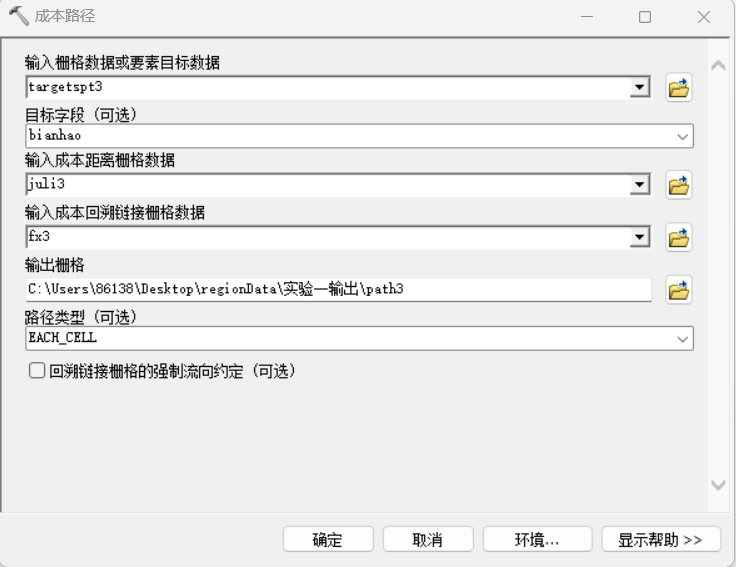 成本路径
输入栅格数据或要素目标数据
targetspt3
目标字段（可选）
bianhao
输入成本距离栅格数据
juli3
输入成本回溯链接栅格数据
fx3
输出栅格
C:\Users\86138\Desktop\regionData\实验一输出\path3
路径类型（可选）
EACH_CELL
回溯链接栅格的强制流向约定（可选）
确定 取消 环境... 显示帮助 >>